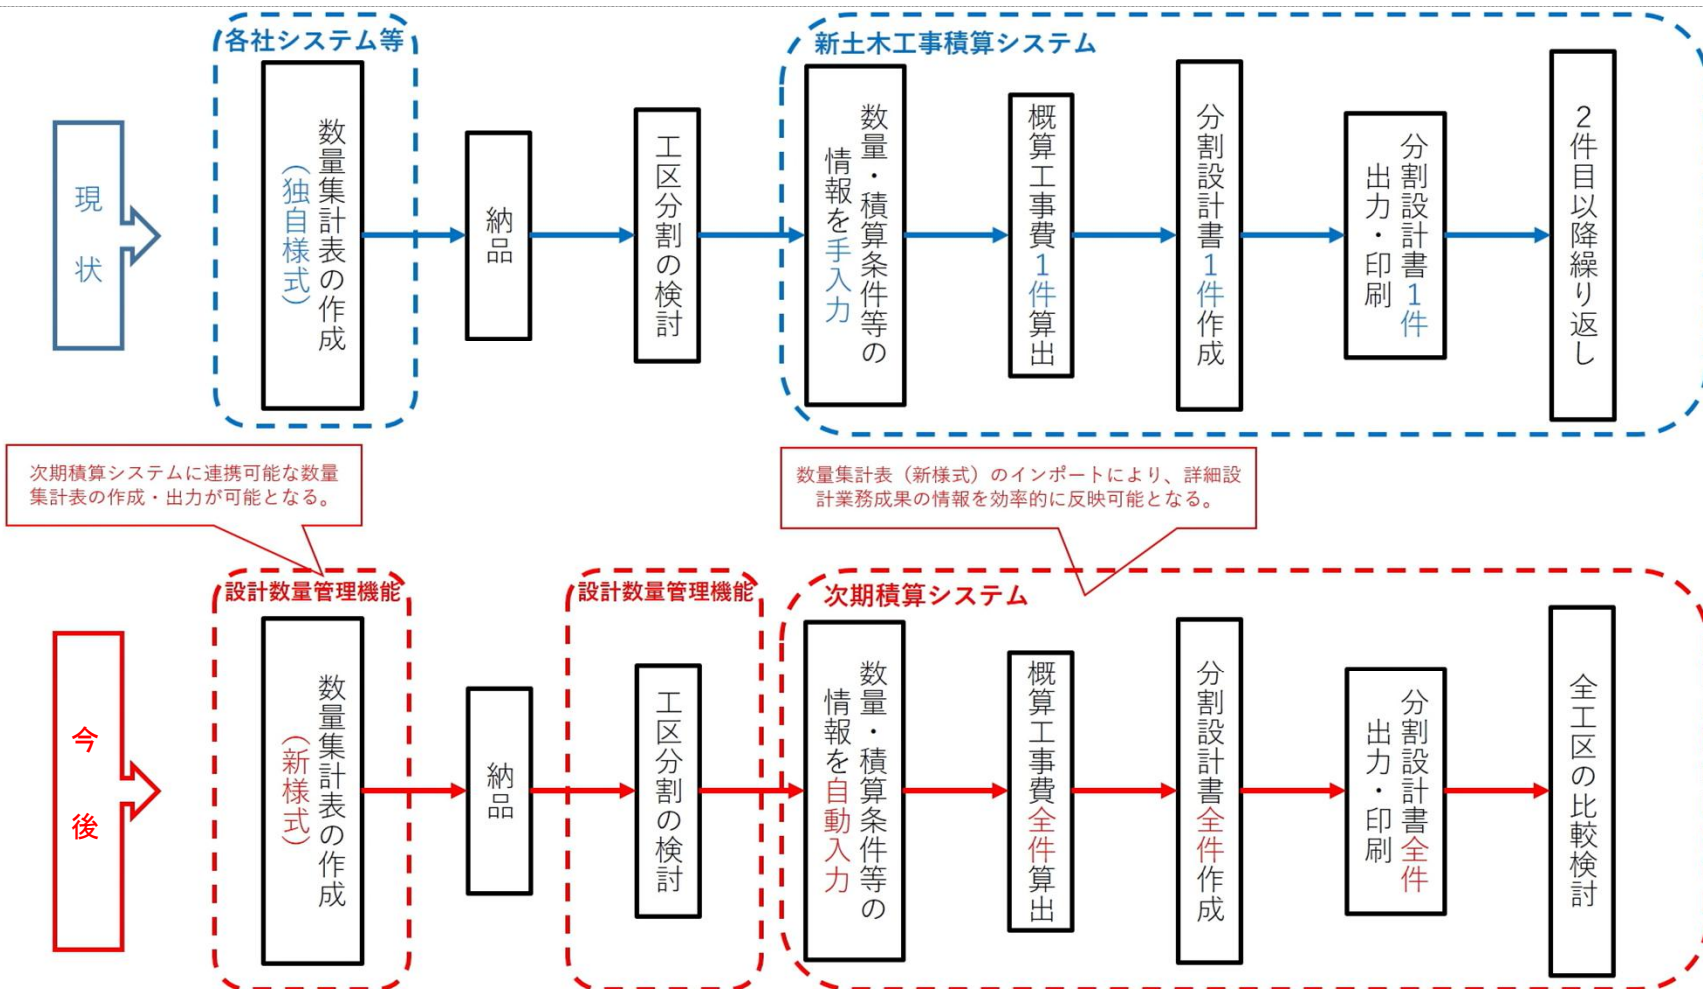 各社システム等
新土木工事積算システム
現状
数量集計表の作成
（独自様式）
納品
工区分割の検討
数量・積算条件等の
情報を手入力
概算工事費1件算出
分割設計書1件作成
分割設計書1件
出力・印刷
2件目以降繰り返し
次期積算システムに連携可能な数量
集計表の作成・出力が可能となる。
数量集計表（新様式）のインポートにより、詳細設
計業務成果の情報を効率的に反映可能となる。
設計数量管理機能
設計数量管理機能
次期積算システム
今後
数量集計表の作成
（新様式）
納品
工区分割の検討
数量・積算条件等の
情報を自動入力
概算工事費全件算出
分割設計書全件作成
分割設計書全件
出力・印刷
全工区の比較検討